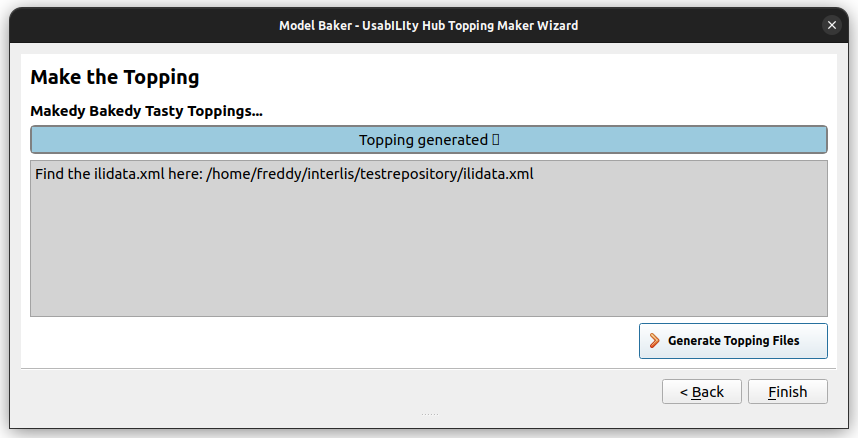 Model Baker - UsabILIty Hub Topping Maker Wizard
Make the Topping
Makedy Bakedy Tasty Toppings...
Topping generated
Find the ilidata.xml here: /home/freddy/interlis/testrepository/ilidata.xml
Generate Topping Files
< Back
Finish